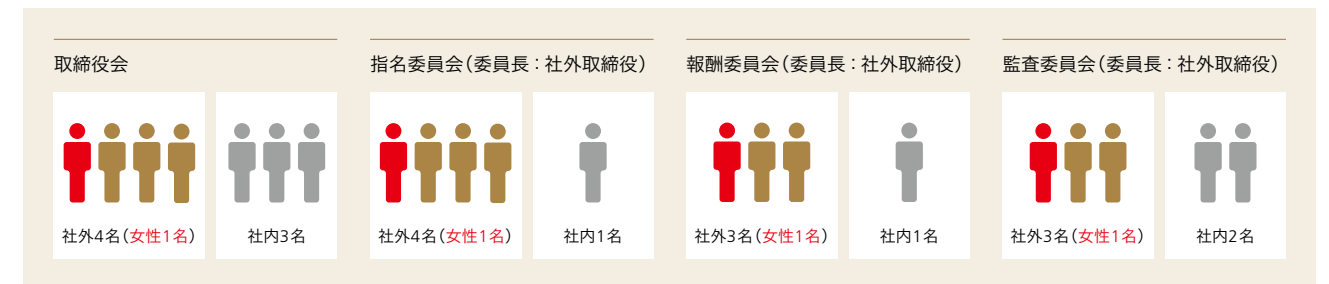 取締役会
社外4名（女性1名）
社内3名
指名委員会（委員長：社外取締役）
社外4名（女性1名）
社内1名
報酬委員会（委員長：社外取締役）
社外3名（女性1名）
社内1名
監査委員会（委員長：社外取締役）
社外3名（女性1名）
社内2名